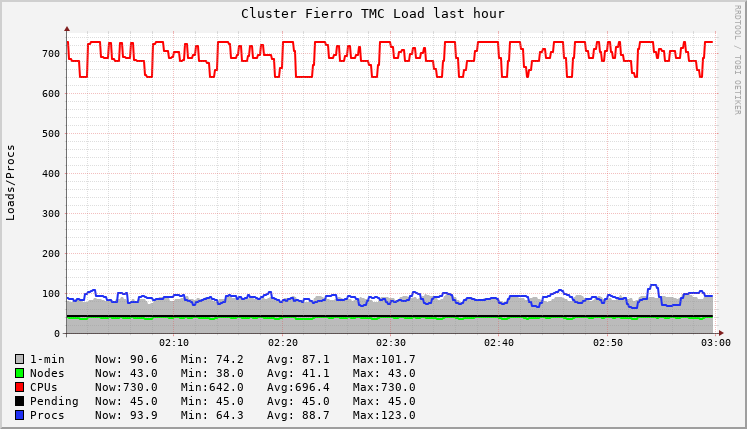 Cluster Fierro TMC Load last hour
RRDTOOL / TOBI OETIKER
Loads/Procs
700
600
500
400
300
200
100
0
02:10 02:20 02:30 02:40 02:50 03:00
1-min Now: 90.6 Min: 74.2 Avg: 87.1 Max:101.7
Nodes Now: 43.0 Min: 38.0 Avg: 41.1 Max: 43.0
CPUs Now:730.0 Min:642.0 Avg:696.4 Max:730.0
Pending Now: 45.0 Min: 45.0 Avg: 45.0 Max: 45.0
Procs Now: 93.9 Min: 64.3 Avg: 88.7 Max:123.0